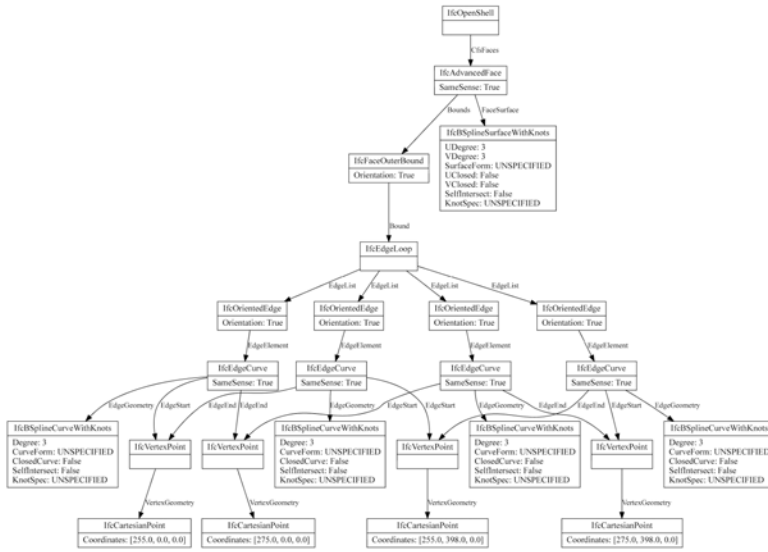 IfcOpenShell
CfsFaces
IfcAdvancedFace
SameSense: True
Bounds
FaceSurface
IfcBSplineSurfaceWithKnots
UDegree: 3
VDegree: 3
SurfaceForm: UNSPECIFIED
UClosed: False
VClosed: False
SelfIntersect: False
KnotSpec: UNSPECIFIED
IfcFaceOuterBound
Orientation: True
Bound
IfcEdgeLoop
EdgeList EdgeList EdgeList EdgeList
IfcOrientedEdge IfcOrientedEdge IfcOrientedEdge IfcOrientedEdge
Orientation: True Orientation: True Orientation: True Orientation: True
EdgeElement EdgeElement EdgeElement EdgeElement
IfcEdgeCurve IfcEdgeCurve IfcEdgeCurve IfcEdgeCurve
SameSense: True SameSense: True SameSense: True SameSense: True
EdgeGeometry EdgeStart EdgeEnd EdgeEnd EdgeGeometry EdgeStart EdgeStart EdgeGeometry EdgeEnd EdgeEnd EdgeStart EdgeGeometry
IfcBSplineCurveWithKnots IfcBSplineCurveWithKnots IfcBSplineCurveWithKnots IfcBSplineCurveWithKnots
Degree: 3 Degree: 3 Degree: 3 Degree: 3
CurveForm: UNSPECIFIED IfcVertexPoint IfcVertexPoint CurveForm: UNSPECIFIED IfcVertexPoint CurveForm: UNSPECIFIED IfcVertexPoint CurveForm: UNSPECIFIED
ClosedCurve: False ClosedCurve: False ClosedCurve: False ClosedCurve: False
SelfIntersect: False SelfIntersect: False SelfIntersect: False SelfIntersect: False
KnotSpec: UNSPECIFIED KnotSpec: UNSPECIFIED KnotSpec: UNSPECIFIED KnotSpec: UNSPECIFIED
VertexGeometry VertexGeometry VertexGeometry VertexGeometry
IfcCartesianPoint IfcCartesianPoint IfcCartesianPoint IfcCartesianPoint
Coordinates: [255.0, 0.0, 0.0] Coordinates: [275.0, 0.0, 0.0] Coordinates: [255.0, 398.0, 0.0] Coordinates: [275.0, 398.0, 0.0]